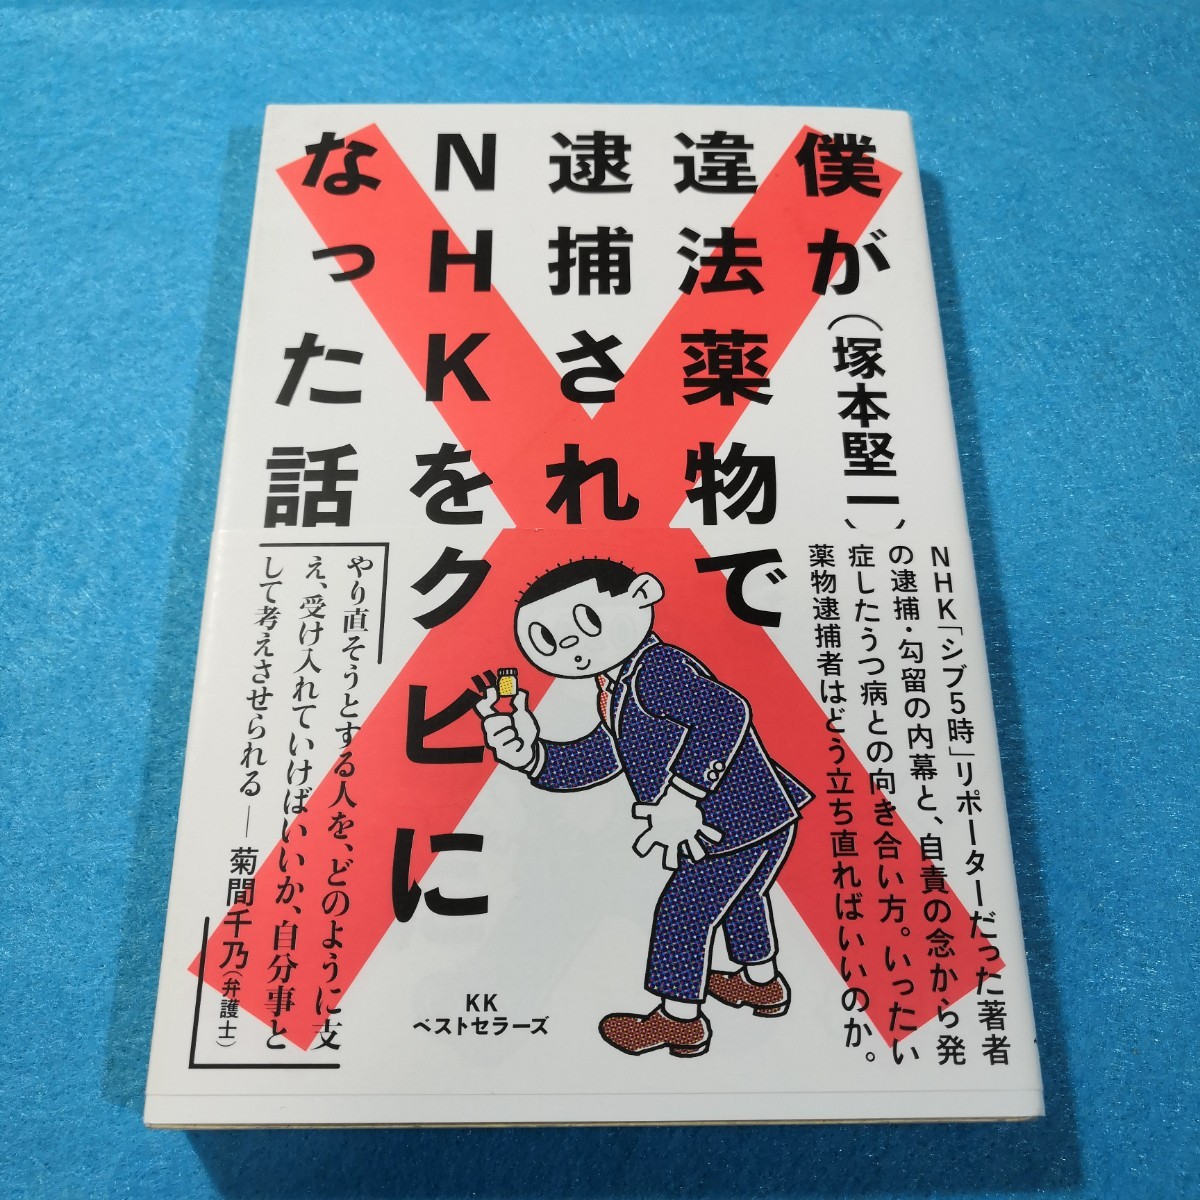 僕が
違法薬物で
逮捕され
NHKをクビに
なった話
(塚本堅一)
NHK「シブ5時」リポーターだった著者
の逮捕・勾留の内幕と、自責の念から発
症したうつ病との向き合い方。いったい
薬物逮捕者はどう立ち直ればいいのか。
やり直そうとする人を、どのように支
え、受け入れていけばいいか、自分事と
して考えさせられる――菊間千乃(弁護士)
KK
ベストセラーズ